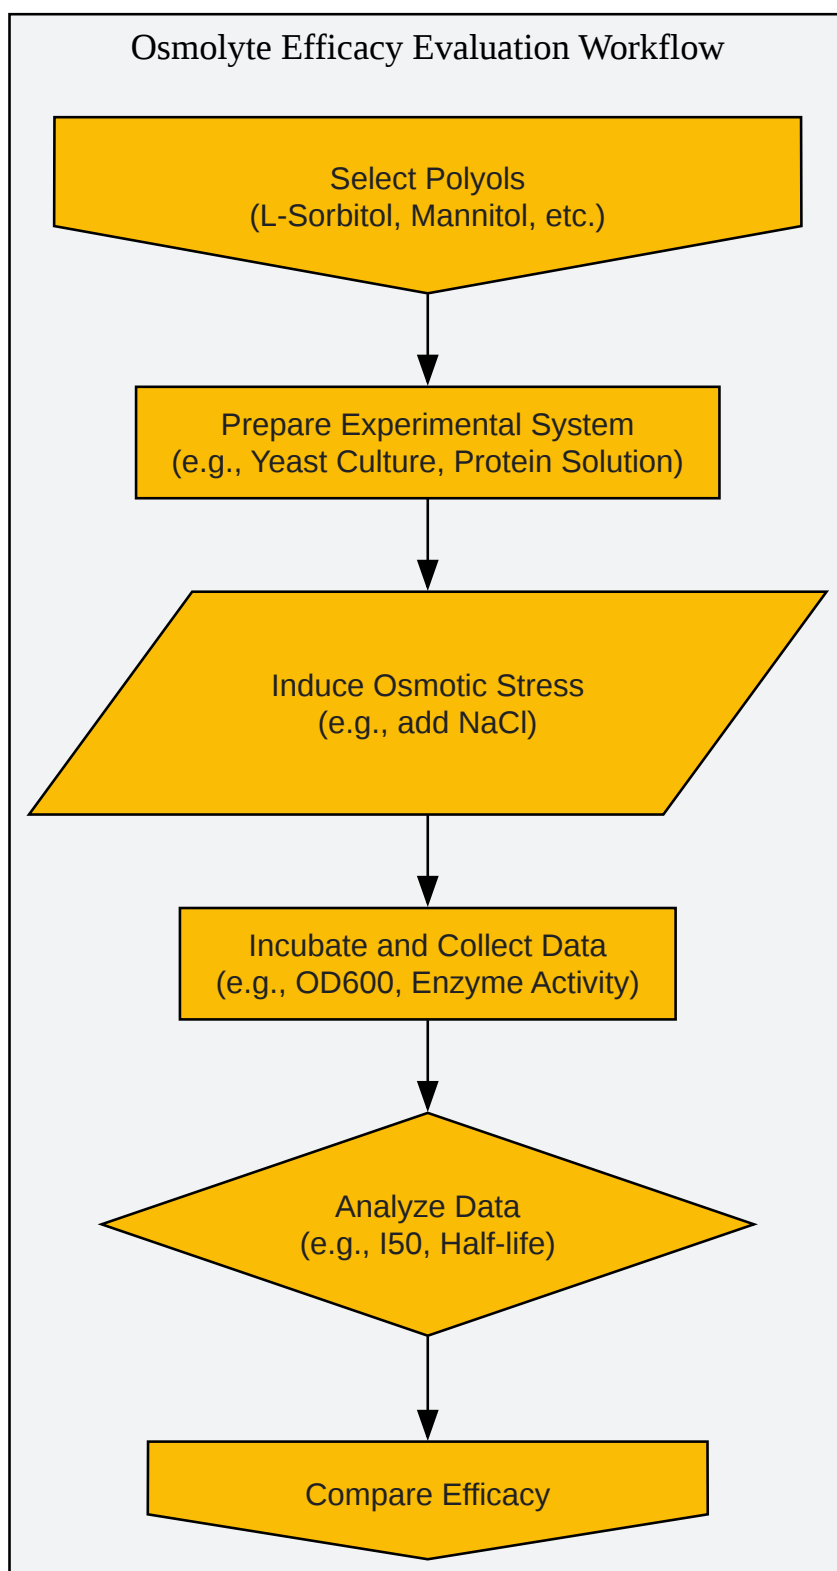 Osmolyte Efficacy Evaluation Workflow
Select Polyols
(L-Sorbitol, Mannitol, etc.)
Prepare Experimental System
(e.g., Yeast Culture, Protein Solution)
Induce Osmotic Stress
(e.g., add NaCl)
Incubate and Collect Data
(e.g., OD600, Enzyme Activity)
Analyze Data
(e.g., I50, Half-life)
Compare Efficacy